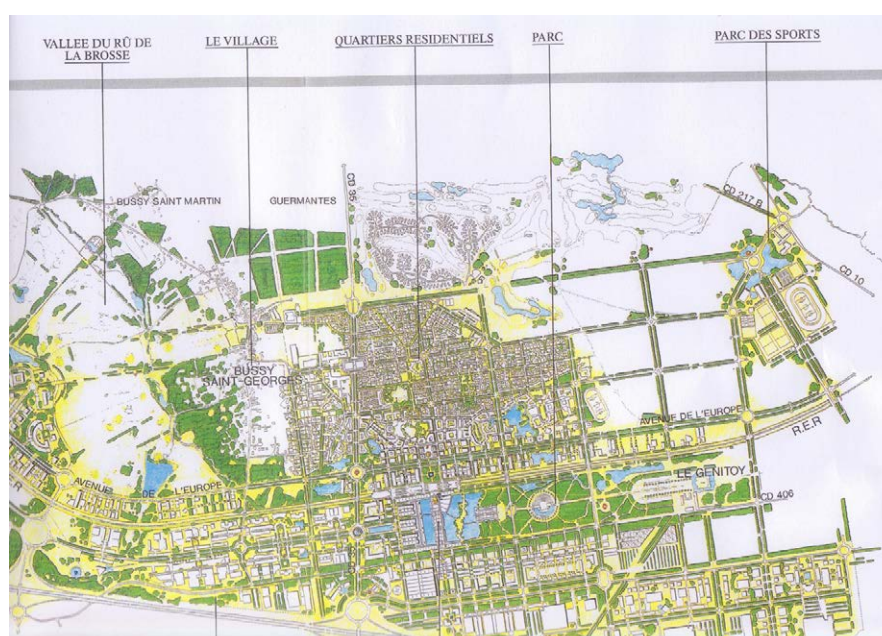 VALLEE DU RÛ DE
LA BROSSE
LE VILLAGE
QUARTIERS RESIDENTIELS
PARC
PARC DES SPORTS
BUSSY SAINT MARTIN
GUERMANTES
CD 35
CD 217 B
CD 10
BUSSY
SAINT-GEORGES
AVENUE DE L'EUROPE
R.E.R
LE GENITOY
CD 406
AVENUE DE L'EUROPE